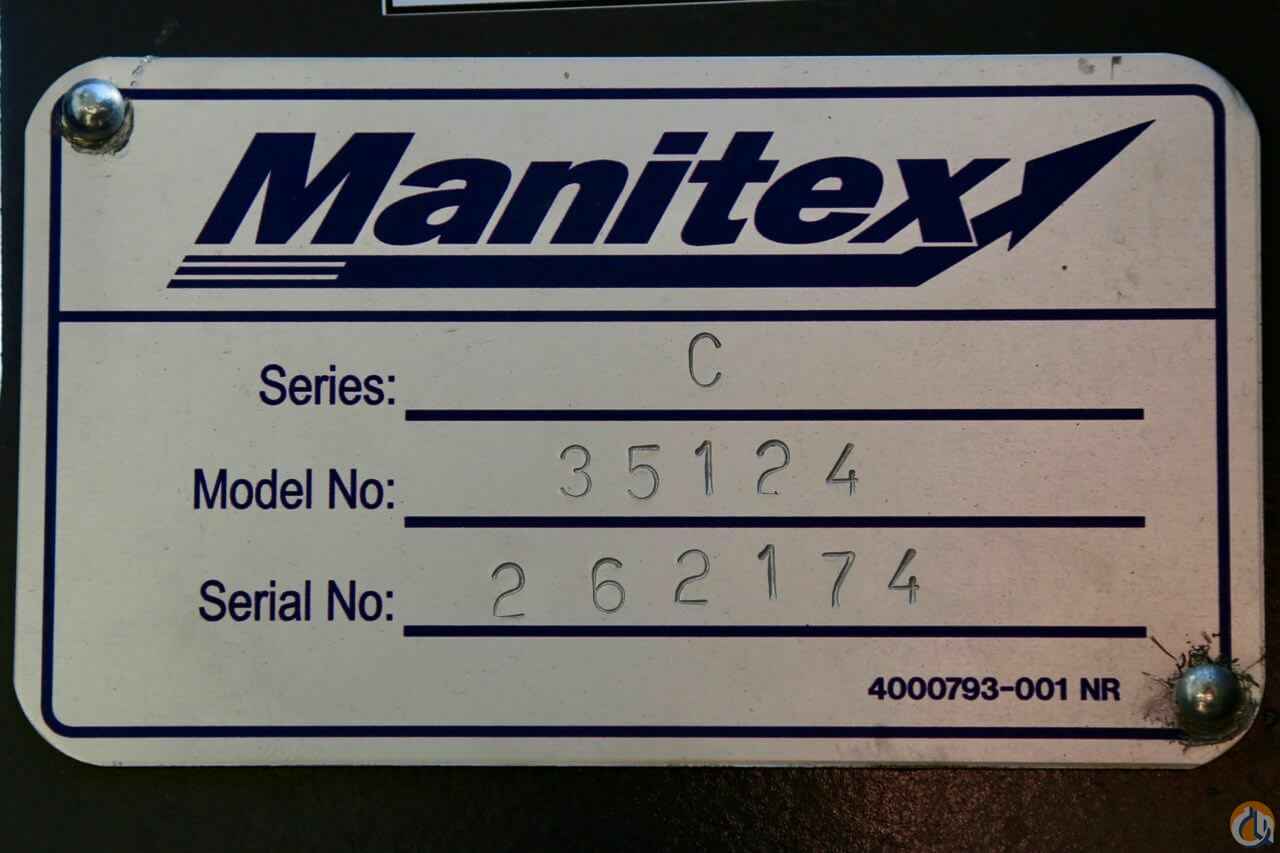 Manitex
Series: C
Model No: 35124
Serial No: 262174
4000793-001 NR